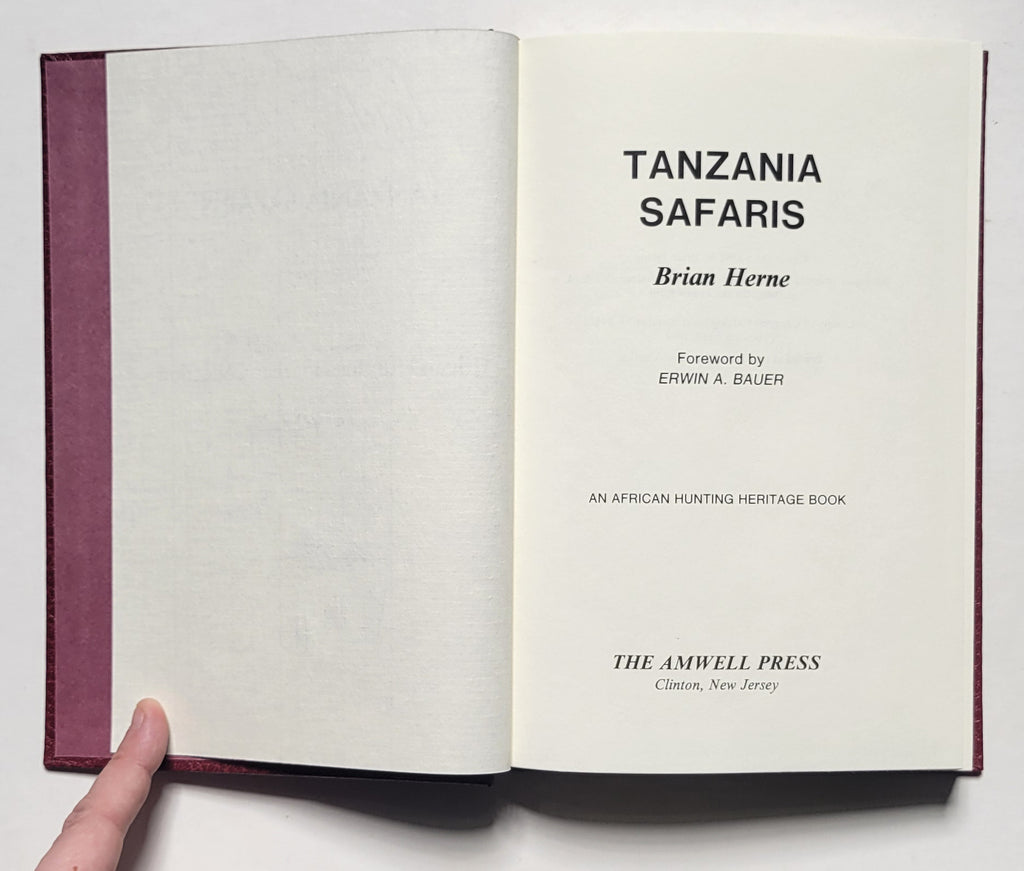 TANZANIA
SAFARIS
Brian Herne
Foreword by
ERWIN A. BAUER
AN AFRICAN HUNTING HERITAGE BOOK
THE AMWELL PRESS
Clinton, New Jersey